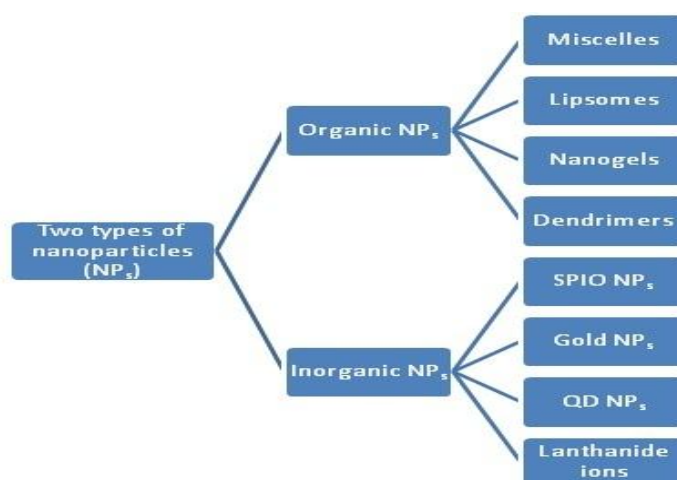 Two types of
nanoparticles
(NPs)
Organic NPs
Miscelles
Lipsomes
Nanogels
Dendrimers
Inorganic NPs
SPIO NPs
Gold NPs
QD NPs
Lanthanide
ions